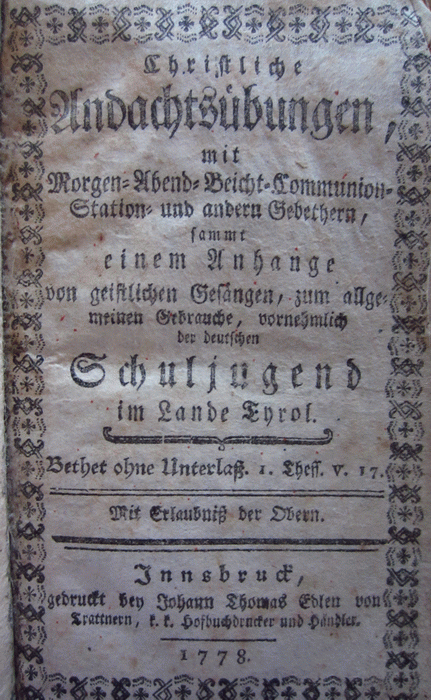 Christliche
Andachtsübungen,
mit
Morgen-Abend-Beicht-Communion-
Station- und andern Gebethern,
sammt
einem Anhange
von geistlichen Gesängen, zum allge-
meinen Gebrauche, vornehmlich
der deutschen
Schuljugend
im Lande Tyrol.
Bethet ohne Unterlaß. 1. Thess. v. 17.
Mit Erlaubniß der Obern.
Innsbruck,
gedruckt bey Johann Thomas Edlen von
Trattnern, k. k. Hofbuchdrucker und Händler.
1778.